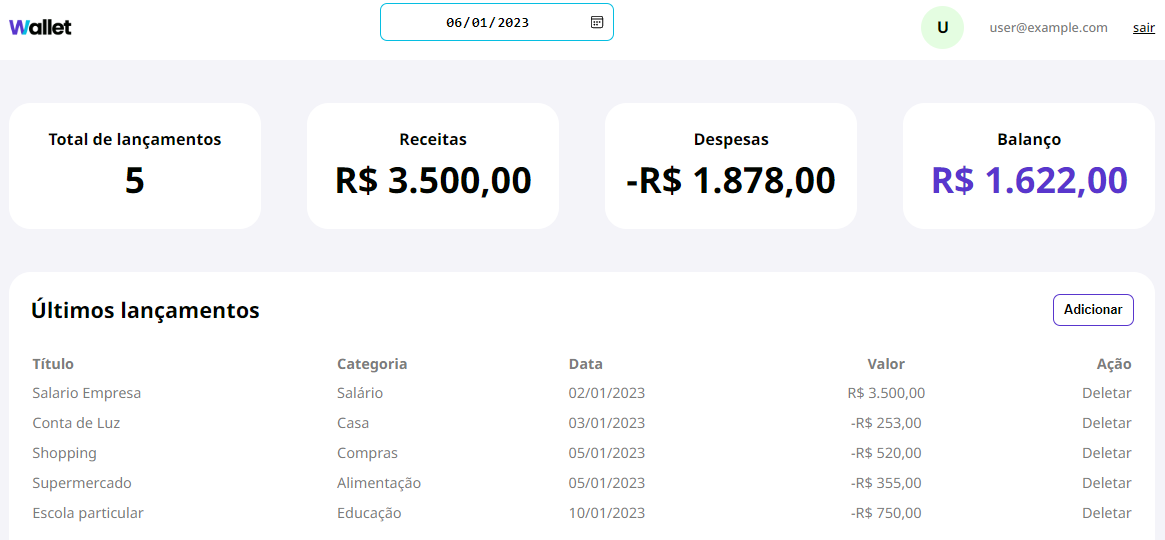 Wallet 06/01/2023 U user@example.com sair
Total de lançamentos Receitas Despesas Balanço
5 R$ 3.500,00 -R$ 1.878,00 R$ 1.622,00
Últimos lançamentos Adicionar
Título Categoria Data Valor Ação
Salario Empresa Salário 02/01/2023 R$ 3.500,00 Deletar
Conta de Luz Casa 03/01/2023 -R$ 253,00 Deletar
Shopping Compras 05/01/2023 -R$ 520,00 Deletar
Supermercado Alimentação 05/01/2023 -R$ 355,00 Deletar
Escola particular Educação 10/01/2023 -R$ 750,00 Deletar